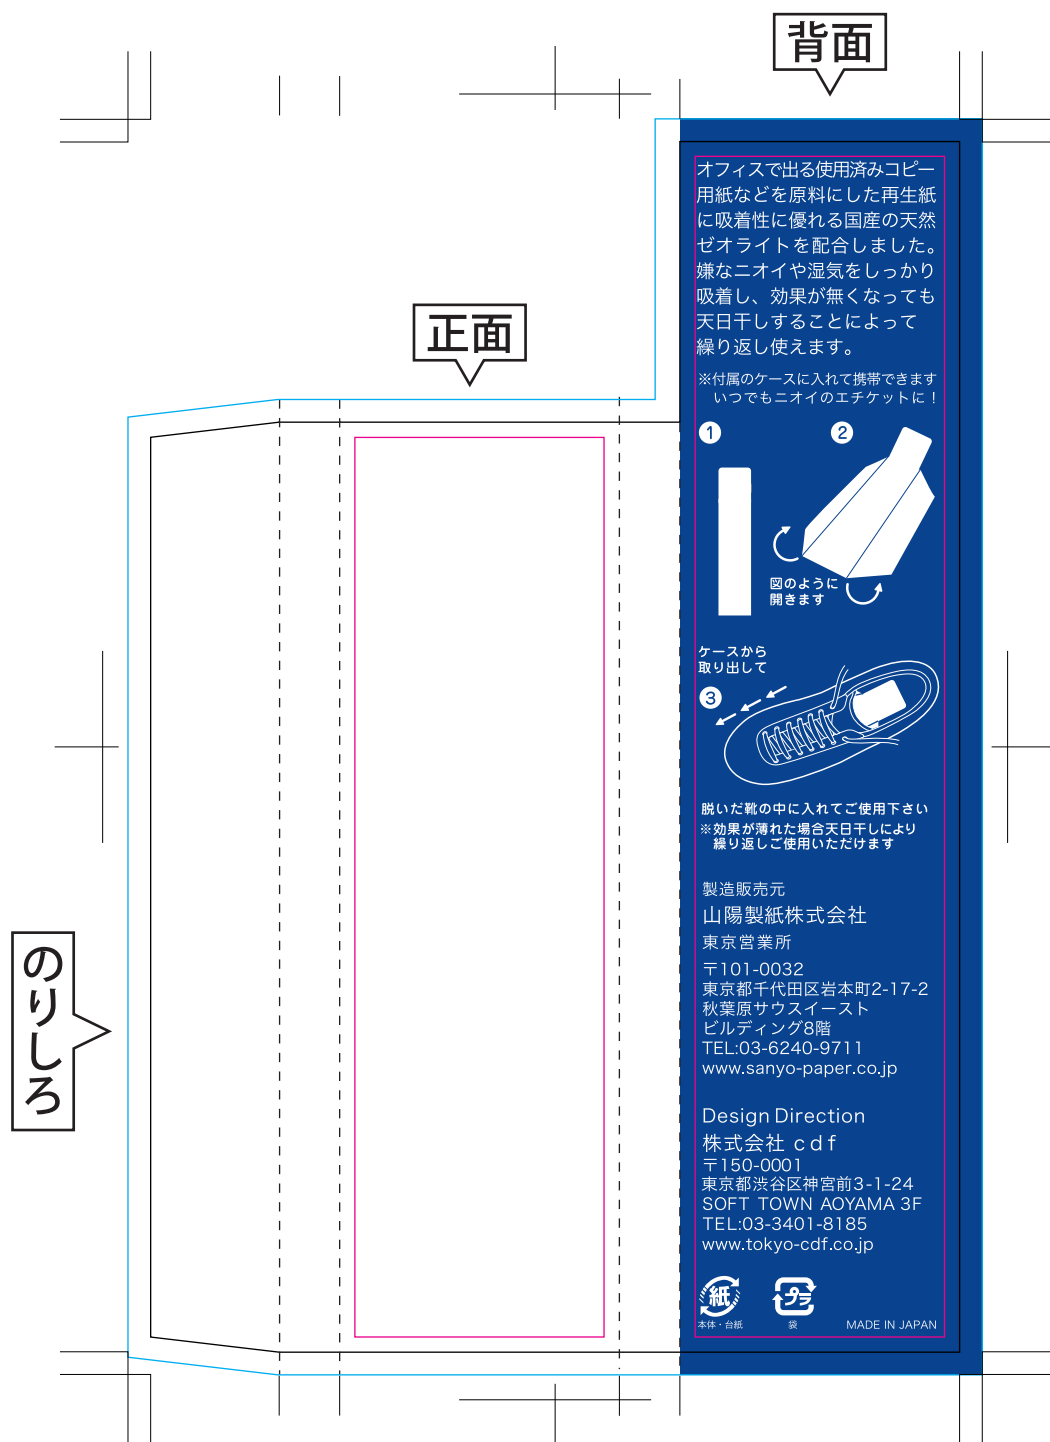 背面
オフィスで出る使用済みコピー
用紙などを原料にした再生紙
に吸着性に優れる国産の天然
ゼオライトを配合しました。
嫌なニオイや湿気をしっかり
吸着し、効果が無くなっても
天日干しすることによって
繰り返し使えます。
※付属のケースに入れて携帯できます
いつでもニオイのエチケットに！
正面
1
2
図のように
開きます
ケースから
取り出して
3
脱いだ靴の中に入れてご使用下さい
※効果が薄れた場合天日干しにより
繰り返しご使用いただけます
のりしろ
製造販売元
山陽製紙株式会社
東京営業所
〒101-0032
東京都千代田区岩本町2-17-2
秋葉原サウスイースト
ビルディング8階
TEL:03-6240-9711
www.sanyo-paper.co.jp
Design Direction
株式会社 cdf
〒150-0001
東京都渋谷区神宮前3-1-24
SOFT TOWN AOYAMA 3F
TEL:03-3401-8185
www.tokyo-cdf.co.jp
紙
プラ
本体・台紙
袋
MADE IN JAPAN